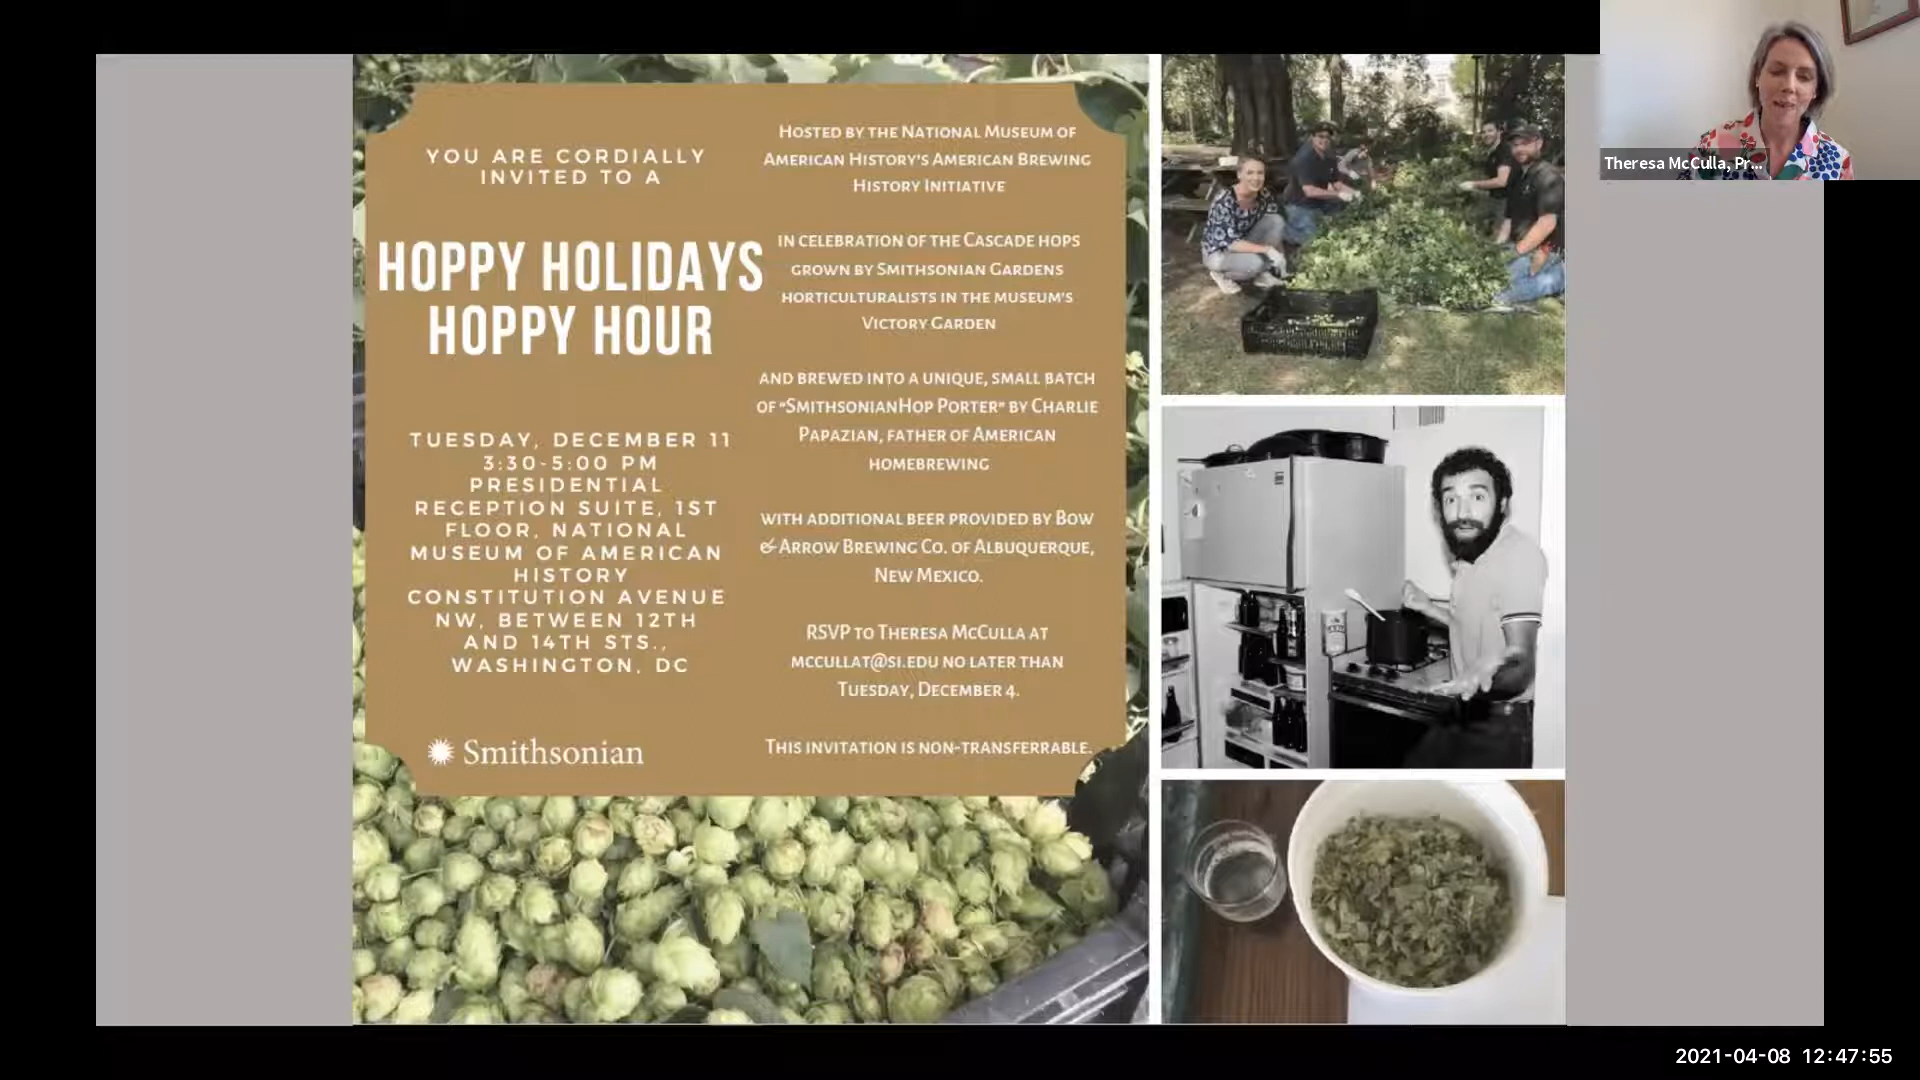 YOU ARE CORDIALLY
INVITED TO A
HOPPY HOLIDAYS
HOPPY HOUR
TUESDAY, DECEMBER 11
3:30-5:00 PM
PRESIDENTIAL
RECEPTION SUITE, 1ST
FLOOR, NATIONAL
MUSEUM OF AMERICAN
HISTORY
CONSTITUTION AVENUE
NW, BETWEEN 12TH
AND 14TH STS.,
WASHINGTON, DC
Smithsonian
HOSTED BY THE NATIONAL MUSEUM OF
AMERICAN HISTORY'S AMERICAN BREWING
HISTORY INITIATIVE
IN CELEBRATION OF THE CASCADE HOPS
GROWN BY SMITHSONIAN GARDENS
HORTICULTURALISTS IN THE MUSEUM'S
VICTORY GARDEN
AND BREWED INTO A UNIQUE, SMALL BATCH
OF "SMITHSONIANHOP PORTER" BY CHARLIE
PAPAZIAN, FATHER OF AMERICAN
HOMEBREWING
WITH ADDITIONAL BEER PROVIDED BY BOW
& ARROW BREWING CO. OF ALBUQUERQUE,
NEW MEXICO.
RSVP TO THERESA MCCULLA AT
MCCULLAT@SI.EDU NO LATER THAN
TUESDAY, DECEMBER 4.
THIS INVITATION IS NON-TRANSFERRABLE.
Theresa McCulla, Pr...
2021-04-08 12:47:55